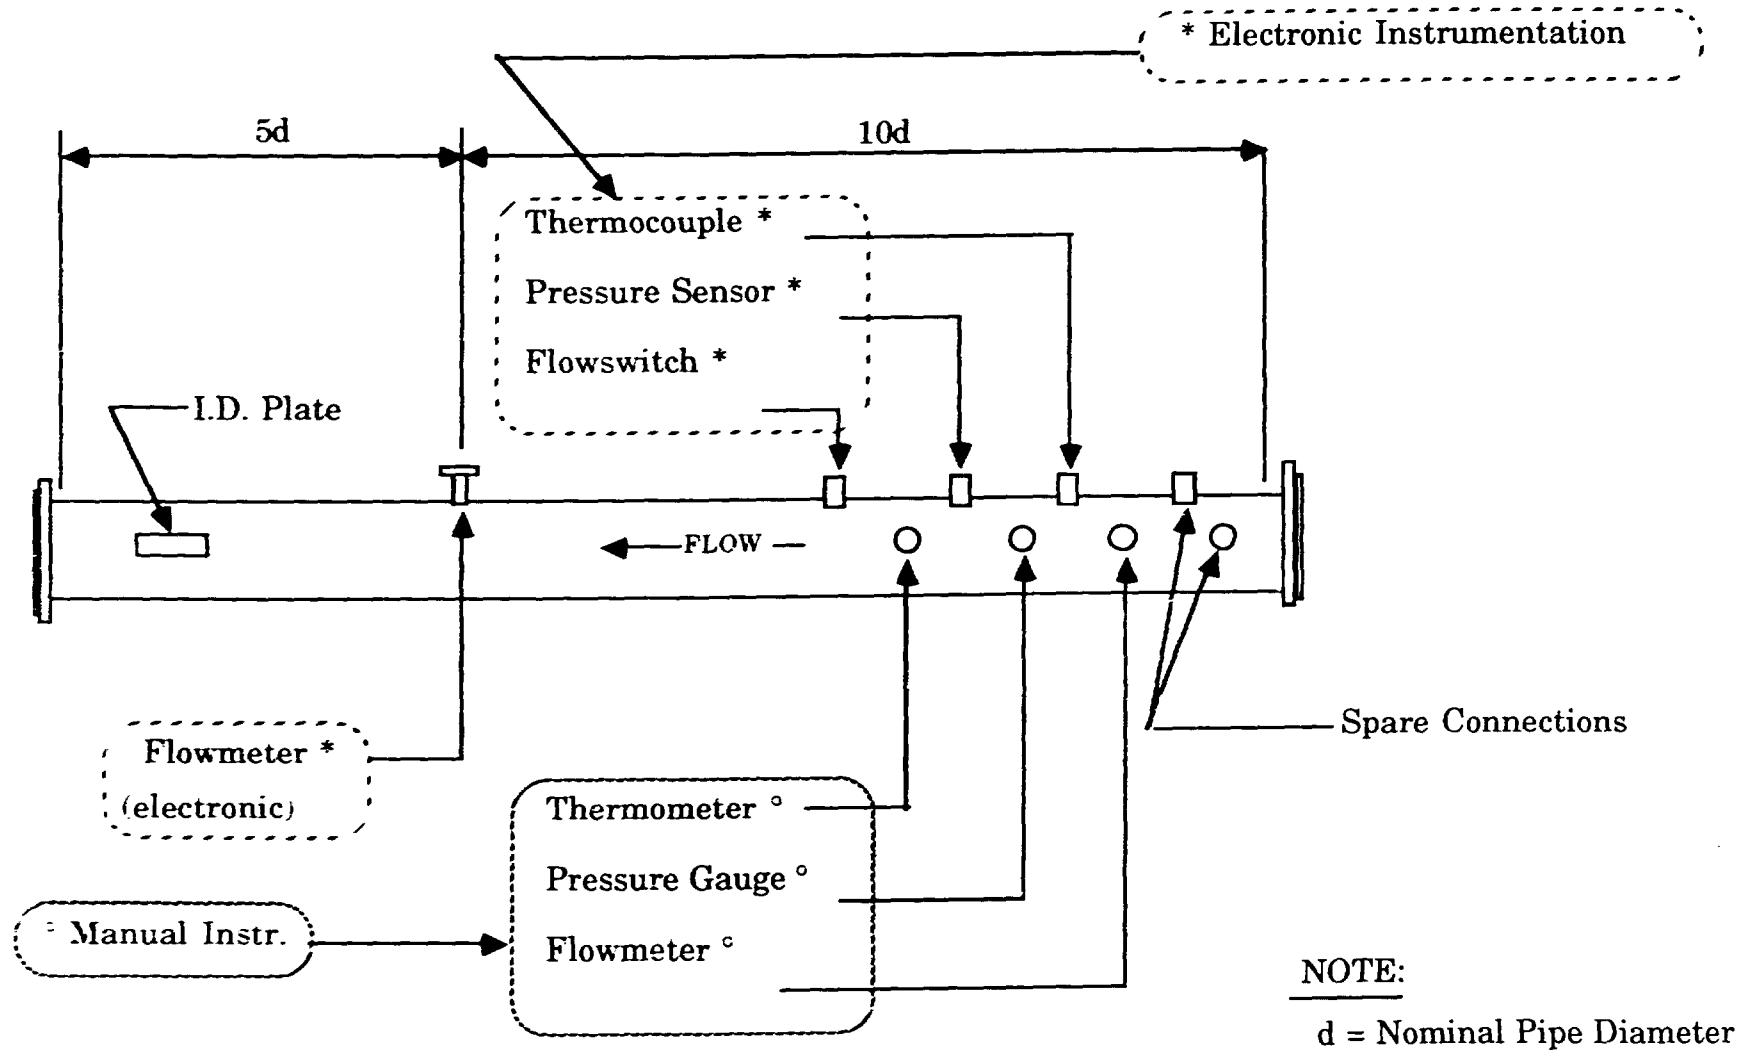 * Electronic Instrumentation
5d
10d
Thermocouple *
Pressure Sensor *
Flowswitch *
I.D. Plate
FLOW
Spare Connections
Flowmeter *
(electronic)
Thermometer °
Pressure Gauge °
Flowmeter °
° Manual Instr.
NOTE:
d = Nominal Pipe Diameter